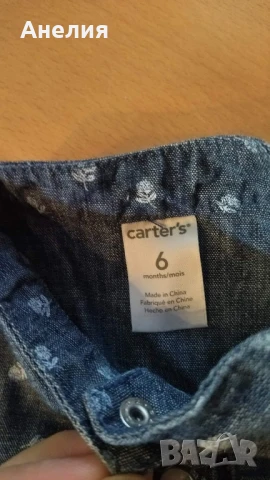 Анелия
carter's®
6
months/mois
Made in China
Fabriqué en Chine
Hecho en China
BAZAR